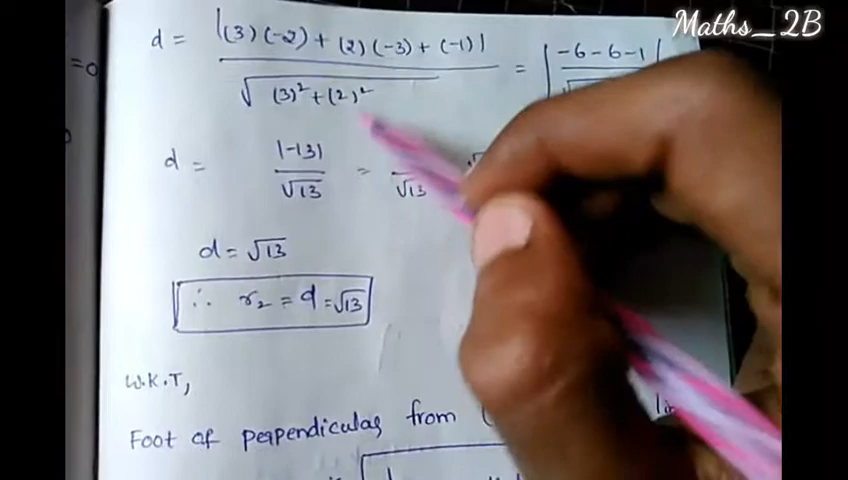 Maths_2B
d = |(3)(-2) + (2)(-3) + (-1)| / √(3)²+(2)² = |-6-6-1|
=0
d = |-13| / √13 = √13
d = √13
∴ r₂ = d = √13
W.K.T,
Foot of perpendicular from